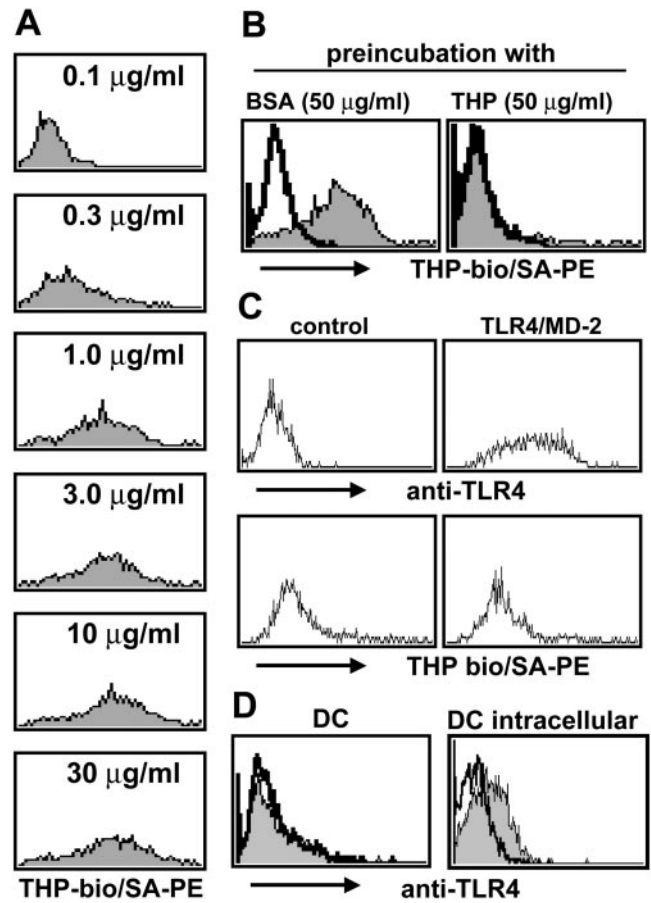 A
0.1 µg/ml
0.3 µg/ml
1.0 µg/ml
3.0 µg/ml
10 µg/ml
30 µg/ml
THP-bio/SA-PE
B
preincubation with
BSA (50 µg/ml) THP (50 µg/ml)
THP-bio/SA-PE
C
control TLR4/MD-2
anti-TLR4
THP bio/SA-PE
D
DC DC intracellular
anti-TLR4